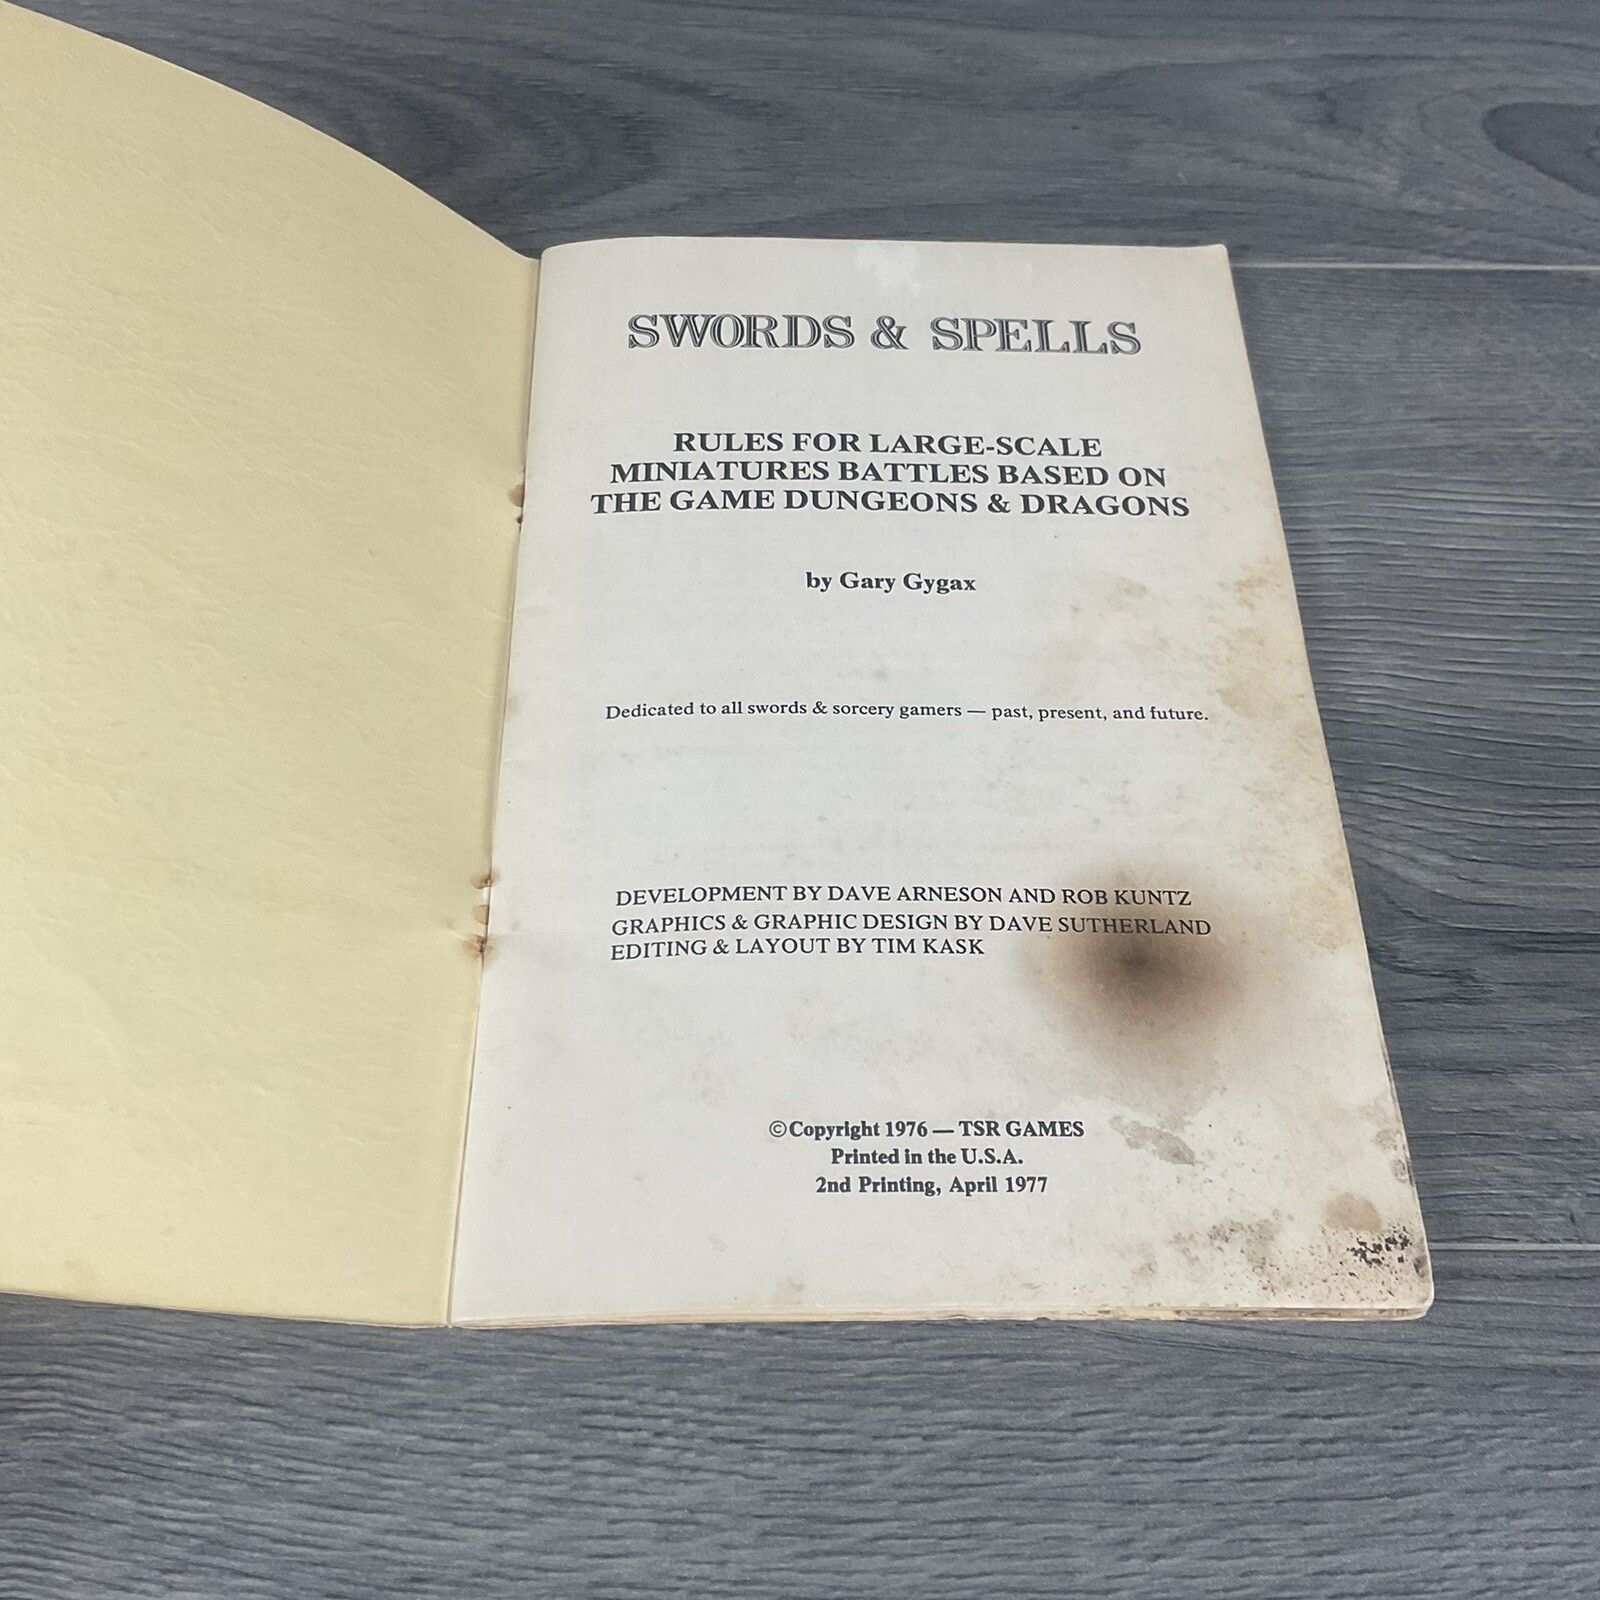 SWORDS & SPELLS
RULES FOR LARGE-SCALE
MINIATURES BATTLES BASED ON
THE GAME DUNGEONS & DRAGONS
by Gary Gygax
Dedicated to all swords & sorcery gamers — past, present, and future.
DEVELOPMENT BY DAVE ARNESON AND ROB KUNTZ
GRAPHICS & GRAPHIC DESIGN BY DAVE SUTHERLAND
EDITING & LAYOUT BY TIM KASK
©Copyright 1976 — TSR GAMES
Printed in the U.S.A.
2nd Printing, April 1977